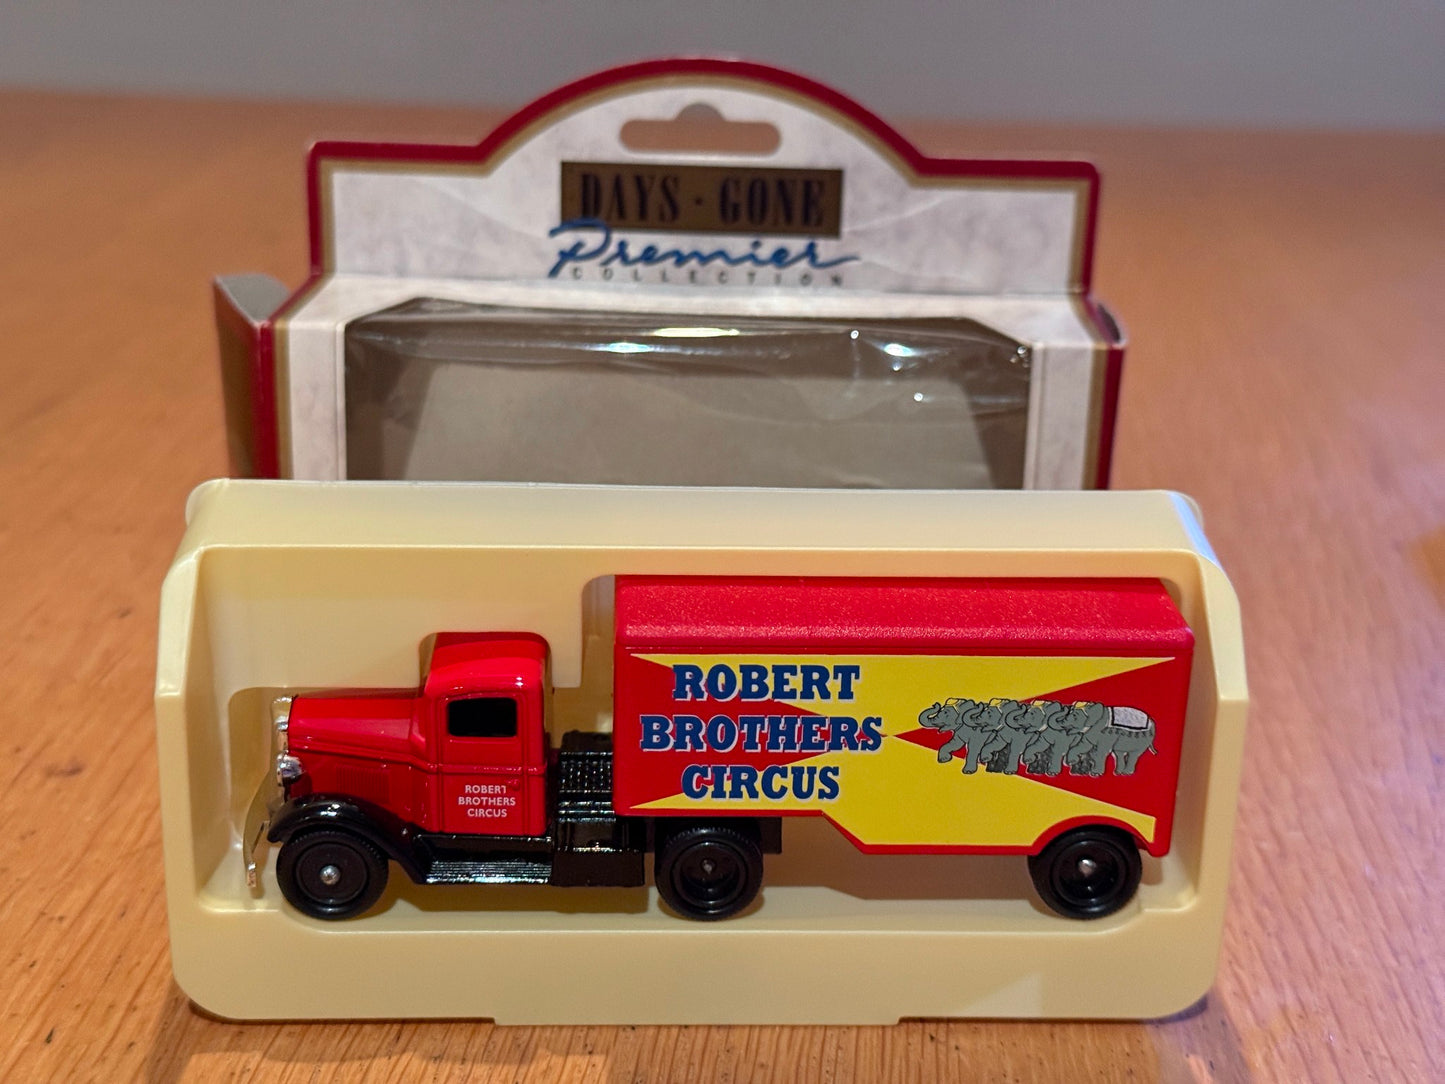 DAYS · GONE
Premier
COLLECTION
ROBERT
BROTHERS
CIRCUS
ROBERT
BROTHERS
CIRCUS